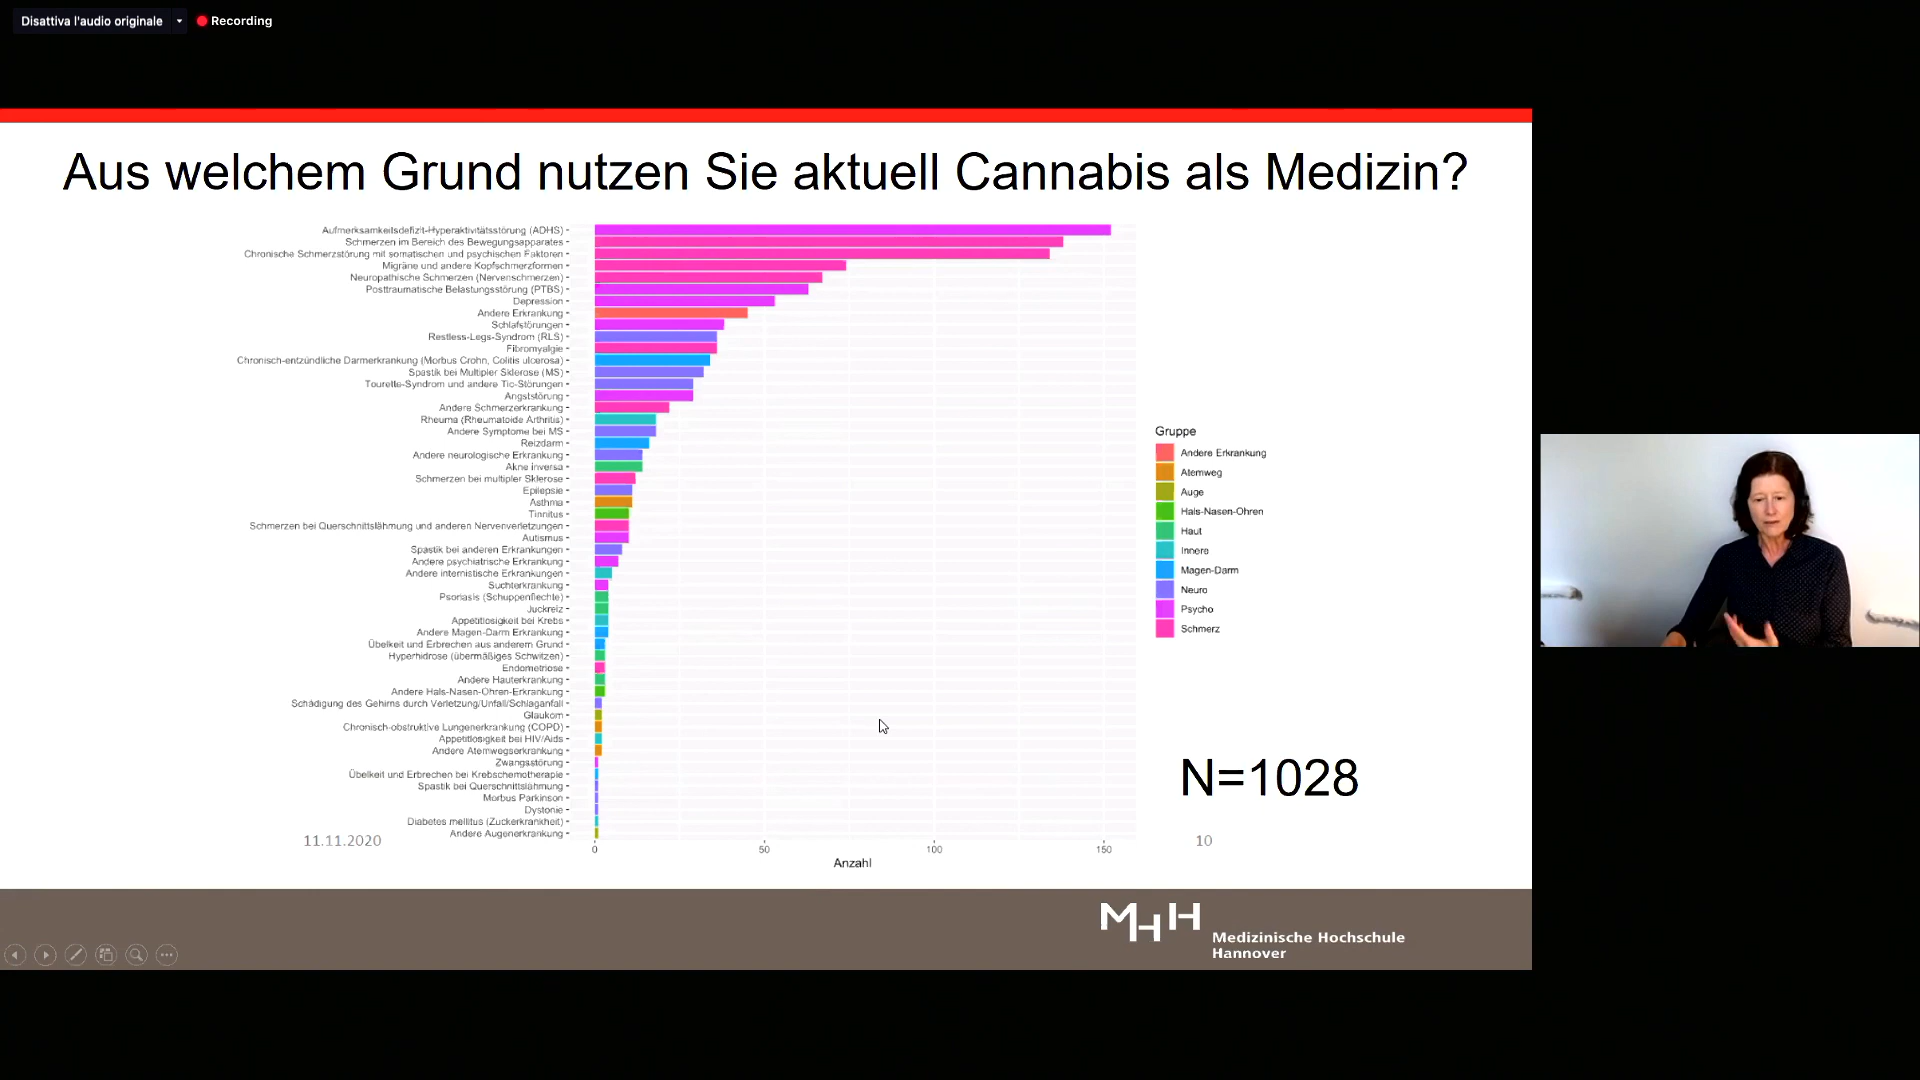 Disattiva l'audio originale
Recording
Aus welchem Grund nutzen Sie aktuell Cannabis als Medizin?
Aufmerksamkeitsdefizit-Hyperaktivitätsstörung (ADHS)
Schmerzen im Bereich des Bewegungsapparates
Chronische Schmerzstörung mit somatischen und psychischen Faktoren
Migräne und andere Kopfschmerzformen
Neuropathische Schmerzen (Nervenschmerzen)
Posttraumatische Belastungsstörung (PTBS)
Depression
Andere Erkrankung
Schlafstörungen
Restless-Legs-Syndrom (RLS)
Fibromyalgie
Chronisch-entzündliche Darmerkrankung (Morbus Crohn, Colitis ulcerosa)
Spastik bei Multipler Sklerose (MS)
Tourette-Syndrom und andere Tic-Störungen
Angststörung
Andere Schmerzerkrankung
Rheuma (Rheumatoide Arthritis)
Andere Symptome bei MS
Reizdarm
Andere neurologische Erkrankung
Akne inversa
Schmerzen bei multipler Sklerose
Epilepsie
Asthma
Tinnitus
Schmerzen bei Querschnittslähmung und anderen Nervenverletzungen
Autismus
Spastik bei anderen Erkrankungen
Andere psychiatrische Erkrankung
Andere internistische Erkrankungen
Suchterkrankung
Psoriasis (Schuppenflechte)
Juckreiz
Appetitlosigkeit bei Krebs
Andere Magen-Darm Erkrankung
Übelkeit und Erbrechen aus anderem Grund
Hyperhidrose (übermäßiges Schwitzen)
Endometriose
Andere Hauterkrankung
Andere Hals-Nasen-Ohren-Erkrankung
Schädigung des Gehirns durch Verletzung/Unfall/Schlaganfall
Glaukom
Chronisch-obstruktive Lungenerkrankung (COPD)
Appetitlosigkeit bei HIV/Aids
Andere Atemwegserkrankung
Zwangsstörung
Übelkeit und Erbrechen bei Krebschemotherapie
Spastik bei Querschnittslähmung
Morbus Parkinson
Dystonie
Diabetes mellitus (Zuckerkrankheit)
Andere Augenerkrankung
0 50 100 150
Anzahl
Gruppe
Andere Erkrankung
Atemweg
Auge
Hals-Nasen-Ohren
Haut
Innere
Magen-Darm
Neuro
Psycho
Schmerz
N=1028
11.11.2020
10
MHH
Medizinische Hochschule
Hannover